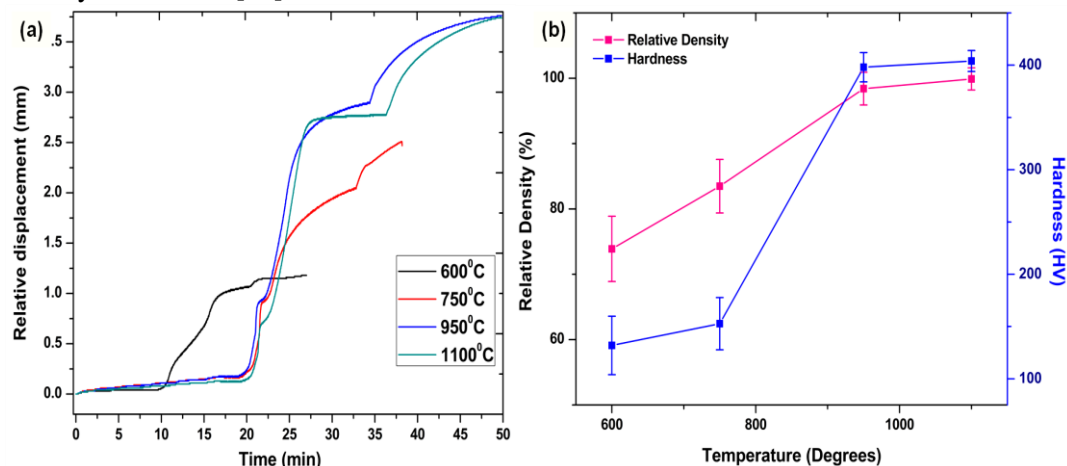 (a)
.5
3.0
2.5
2.0
1.5
1.0
0.5
0.0
Relative displacement (mm)
600⁰C
750⁰C
950⁰C
1100⁰C
0 5 10 15 20 25 30 35 40 45 50
Time (min)
(b)
Relative Density
Hardness
100
80
60
Relative Density (%)
400
300
200
100
Hardness (HV)
600 800 1000
Temperature (Degrees)